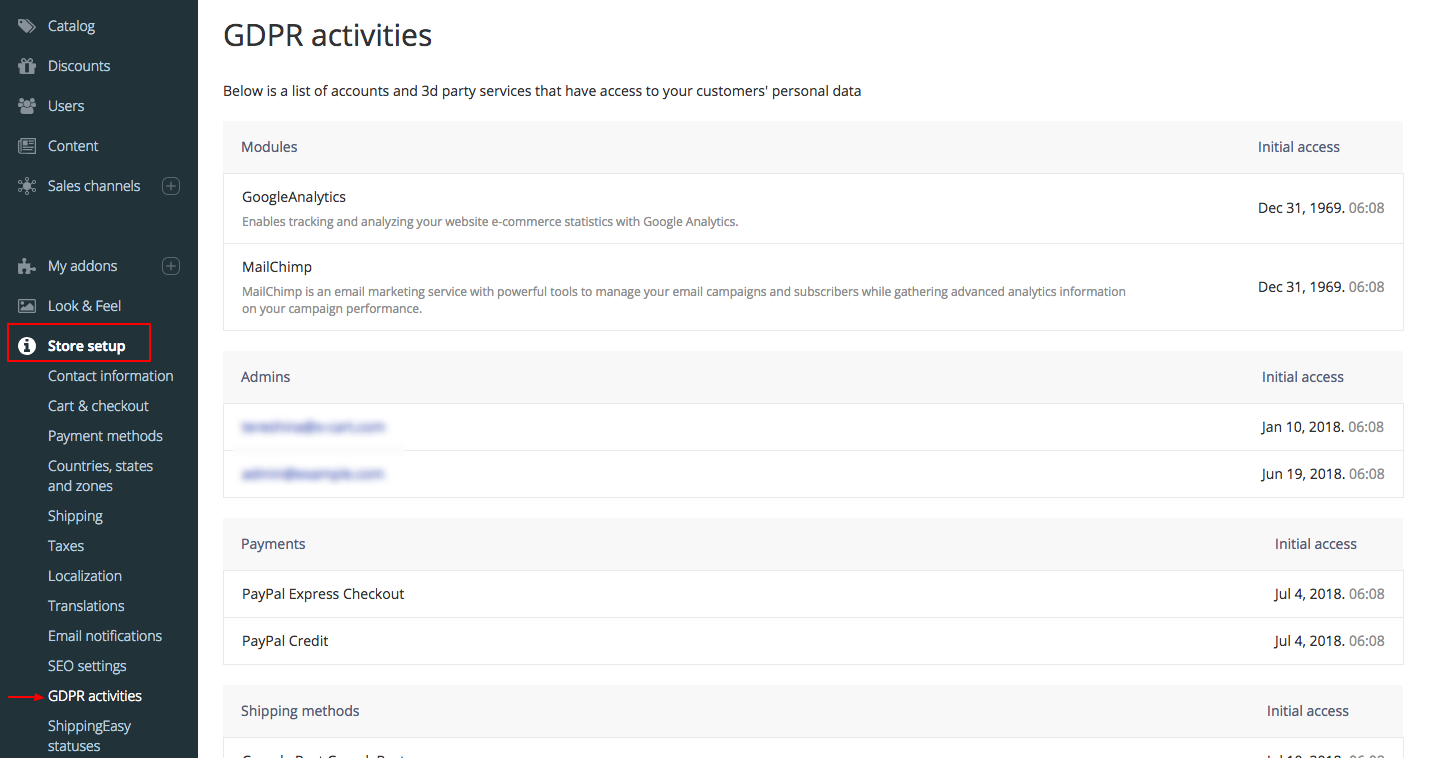 Catalog
Discounts
Users
Content
Sales channels
My addons
Look & Feel
Store setup
Contact information
Cart & checkout
Payment methods
Countries, states
and zones
Shipping
Taxes
Localization
Translations
Email notifications
SEO settings
GDPR activities
ShippingEasy
statuses
GDPR activities
Below is a list of accounts and 3d party services that have access to your customers' personal data
Modules Initial access
GoogleAnalytics
Enables tracking and analyzing your website e-commerce statistics with Google Analytics.
Dec 31, 1969. 06:08
MailChimp
MailChimp is an email marketing service with powerful tools to manage your email campaigns and subscribers while gathering advanced analytics information
on your campaign performance.
Dec 31, 1969. 06:08
Admins Initial access
Jan 10, 2018. 06:08
Jun 19, 2018. 06:08
Payments Initial access
PayPal Express Checkout Jul 4, 2018. 06:08
PayPal Credit Jul 4, 2018. 06:08
Shipping methods Initial access